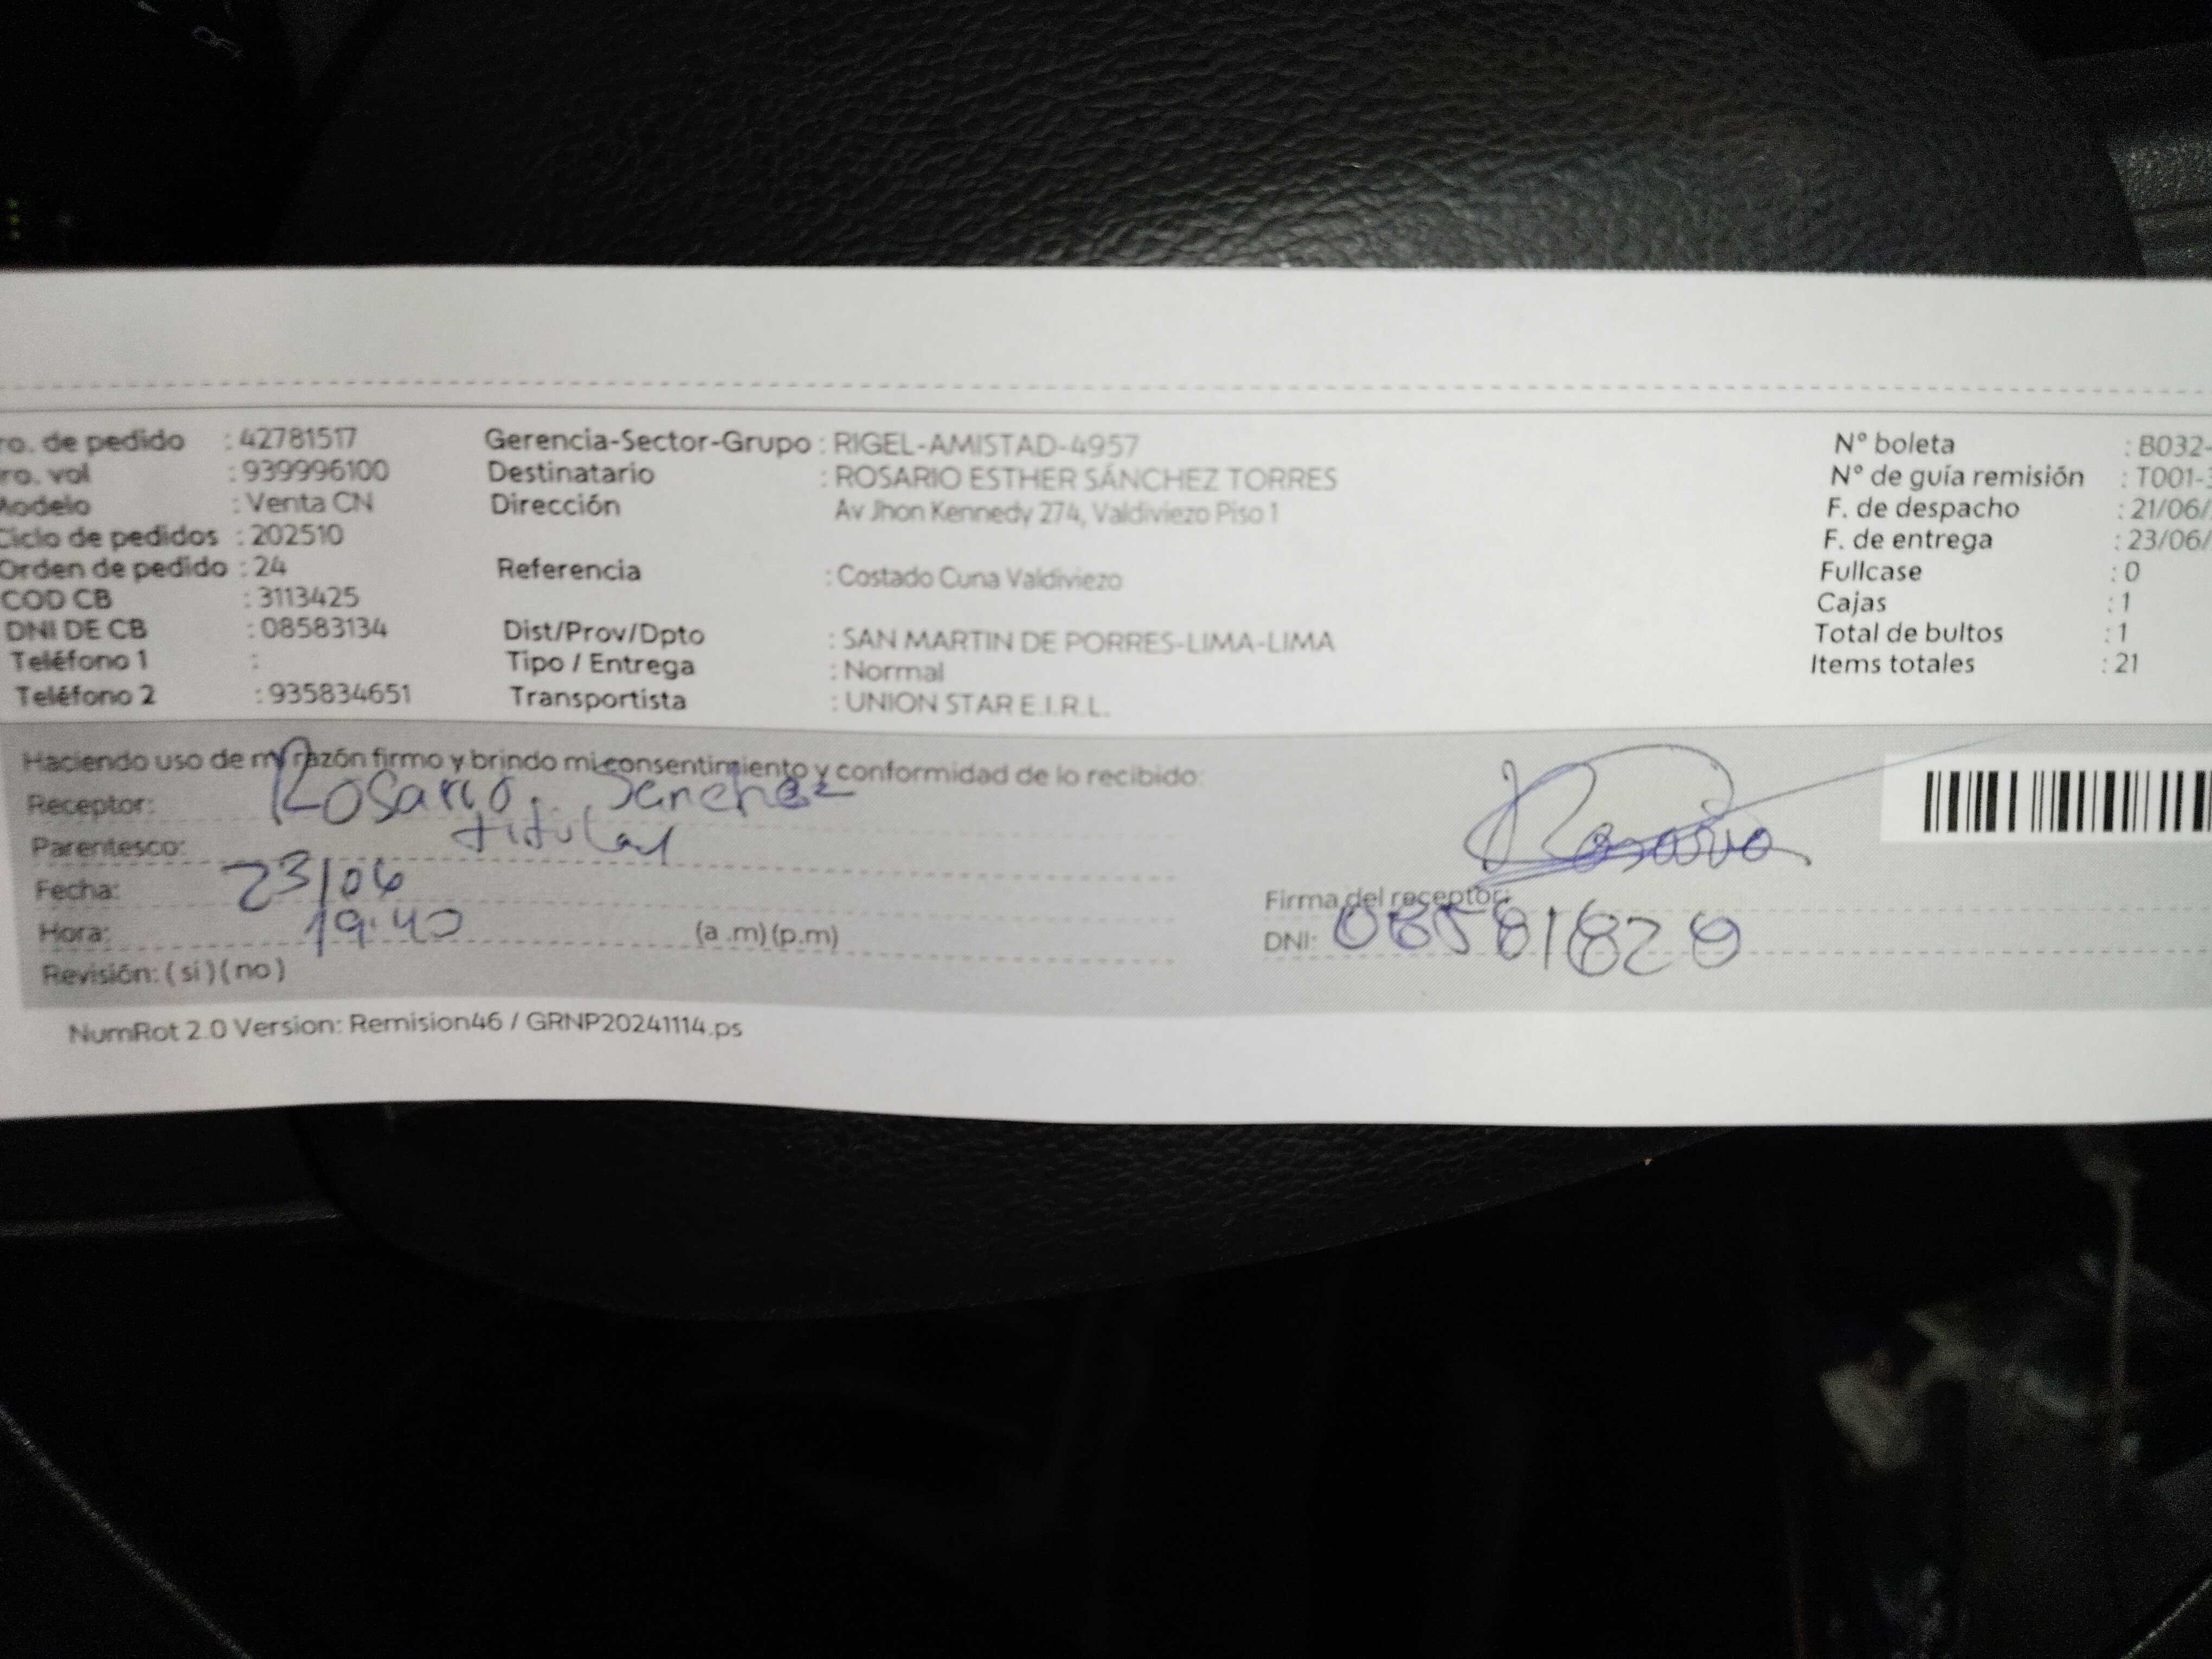 ro. de pedido : 42781517 Gerencia-Sector-Grupo : RIGEL-AMISTAD-4957 N° boleta : B032-
ro. vol : 939996100 Destinatario : ROSARIO ESTHER SÁNCHEZ TORRES N° de guía remisión : T001-3
Modelo : Venta CN Dirección Av Jhon Kennedy 274, Valdiviezo Piso 1 F. de despacho : 21/06/
Ciclo de pedidos : 202510 F. de entrega : 23/06/
Orden de pedido : 24 Referencia : Costado Cuna Valdiviezo Fullcase : 0
COD CB : 3113425 Cajas : 1
DNI DE CB : 08583134 Dist/Prov/Dpto : SAN MARTIN DE PORRES-LIMA-LIMA Total de bultos : 1
Teléfono 1 : Tipo / Entrega : Normal Items totales : 21
Teléfono 2 : 935834651 Transportista : UNION STAR E.I.R.L.
Haciendo uso de mi razón firmo y brindo mi consentimiento y conformidad de lo recibido:
Receptor: Rosario Sanchez
Parentesco: titular
Fecha: 23/06
Firma del receptor: Rosario
Hora: 19:40 (a .m) (p.m) DNI:
Revisión: ( si ) ( no )
NumRot 2.0 Version: Remision46 / GRNP20241114.ps